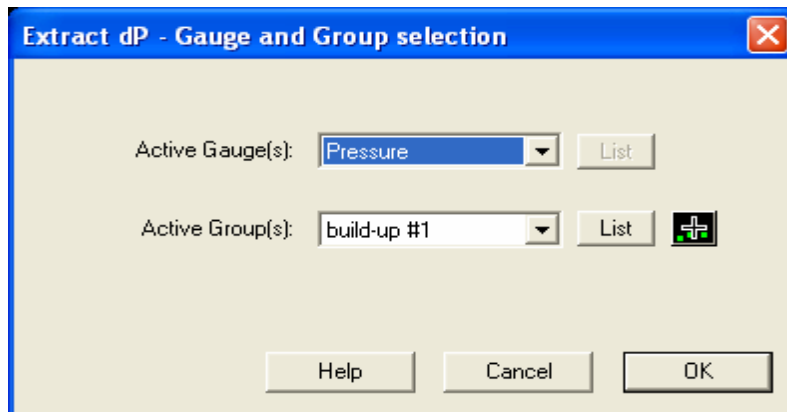 Extract dP - Gauge and Group selection
Active Gauge(s): Pressure List
Active Group(s): build-up #1 List
Help Cancel OK